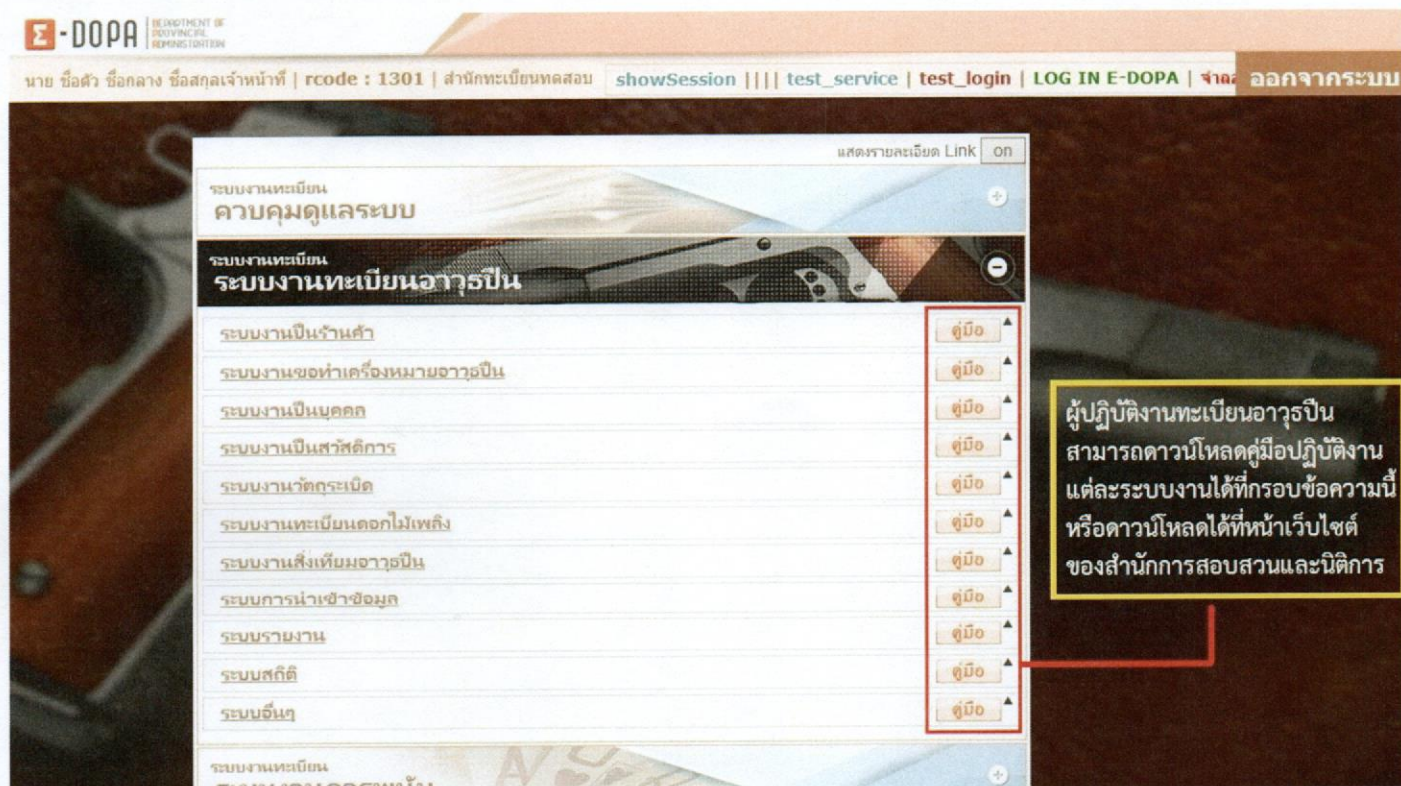 Σ-DOPA DEPARTMENT OF PROVINCIAL ADMINISTRATION
นาย ชื่อตัว ชื่อกลาง ชื่อสกุลเจ้าหน้าที่ | rcode : 1301 | สำนักทะเบียนทดสอบ showSession |||| test_service | test_login | LOG IN E-DOPA | ออกจากระบบ
แสดงรายละเอียด Link on
ระบบงานทะเบียน
ควบคุมดูแลระบบ
ระบบงานทะเบียน
ระบบงานทะเบียนอาวุธปืน
ระบบงานปืนร้านค้า คู่มือ
ระบบงานขอทำเครื่องหมายอาวุธปืน คู่มือ
ระบบงานปืนบุคคล คู่มือ
ระบบงานปืนสวัสดิการ คู่มือ
ระบบงานวัตถุระเบิด คู่มือ
ระบบงานทะเบียนดอกไม้เพลิง คู่มือ
ระบบงานสิ่งเทียมอาวุธปืน คู่มือ
ระบบการนำเข้าข้อมูล คู่มือ
ระบบรายงาน คู่มือ
ระบบสถิติ คู่มือ
ระบบอื่นๆ คู่มือ
ผู้ปฏิบัติงานทะเบียนอาวุธปืน
สามารถดาวน์โหลดคู่มือปฏิบัติงาน
แต่ละระบบงานได้ที่กรอบข้อความนี้
หรือดาวน์โหลดได้ที่หน้าเว็บไซต์
ของสำนักการสอบสวนและนิติการ
ระบบงานทะเบียน